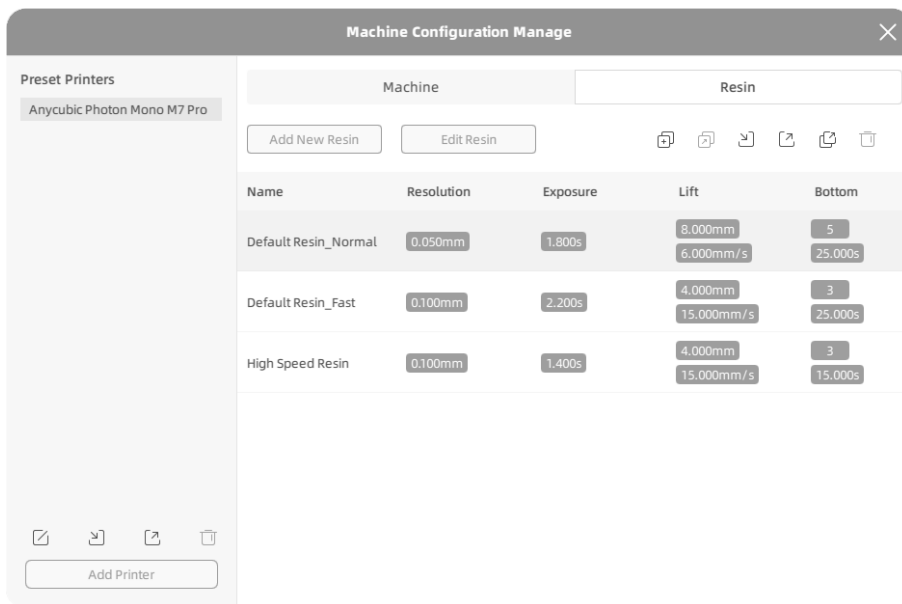 Machine Configuration Manage
Preset Printers
Anycubic Photon Mono M7 Pro
Machine
Resin
Add New Resin
Edit Resin
Name Resolution Exposure Lift Bottom
Default Resin_Normal 0.050mm 1.800s 8.000mm 5
6.000mm/s 25.000s
Default Resin_Fast 0.100mm 2.200s 4.000mm 3
15.000mm/s 25.000s
High Speed Resin 0.100mm 1.400s 4.000mm 3
15.000mm/s 15.000s
Add Printer